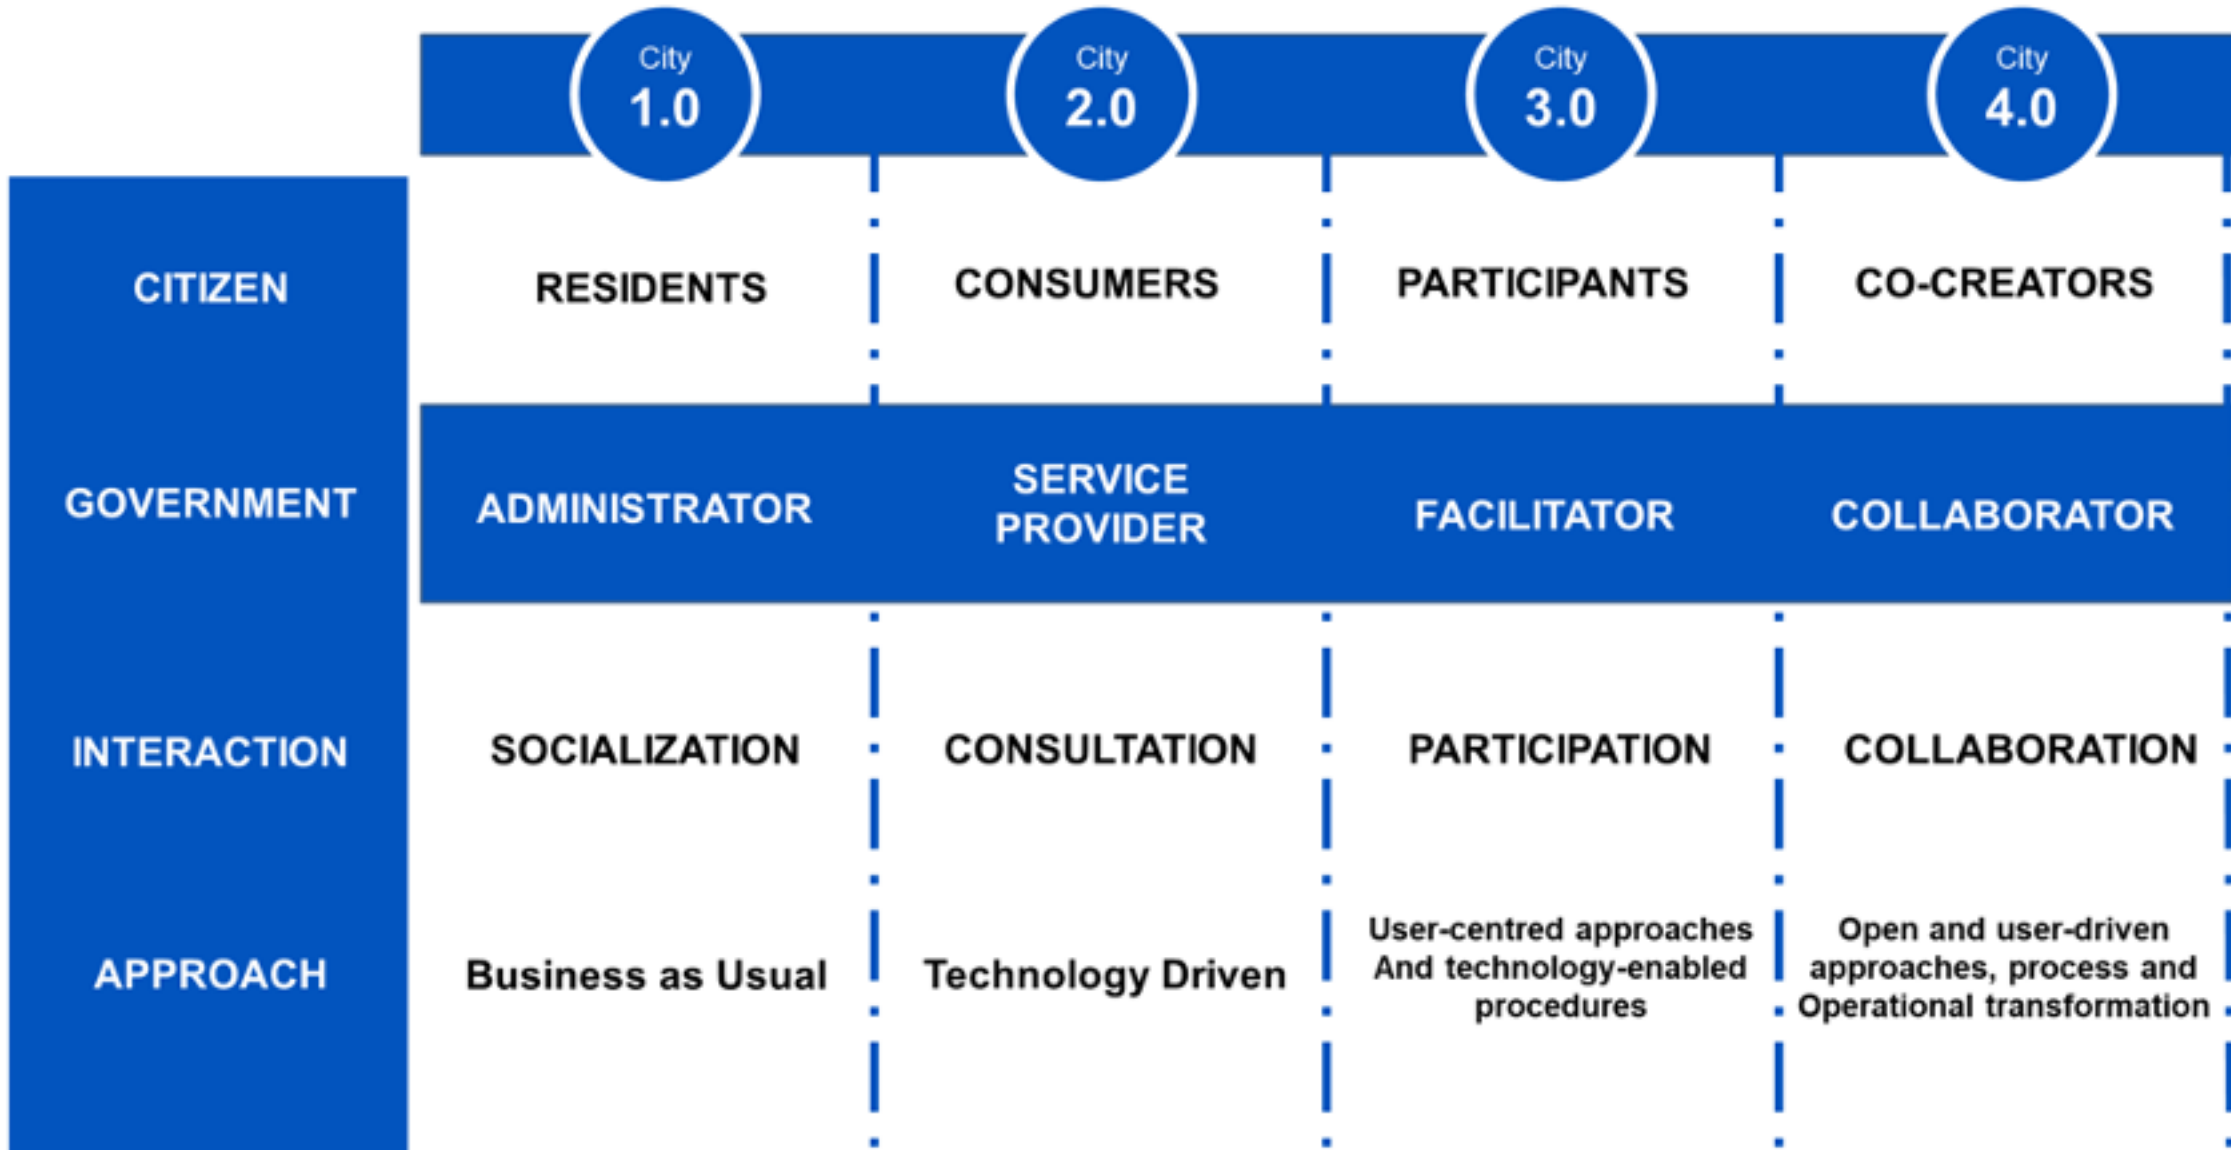 City
1.0
City
2.0
City
3.0
City
4.0
CITIZEN
RESIDENTS
CONSUMERS
PARTICIPANTS
CO-CREATORS
GOVERNMENT
ADMINISTRATOR
SERVICE
PROVIDER
FACILITATOR
COLLABORATOR
INTERACTION
SOCIALIZATION
CONSULTATION
PARTICIPATION
COLLABORATION
APPROACH
Business as Usual
Technology Driven
User-centred approaches
And technology-enabled
procedures
Open and user-driven
approaches, process and
Operational transformation